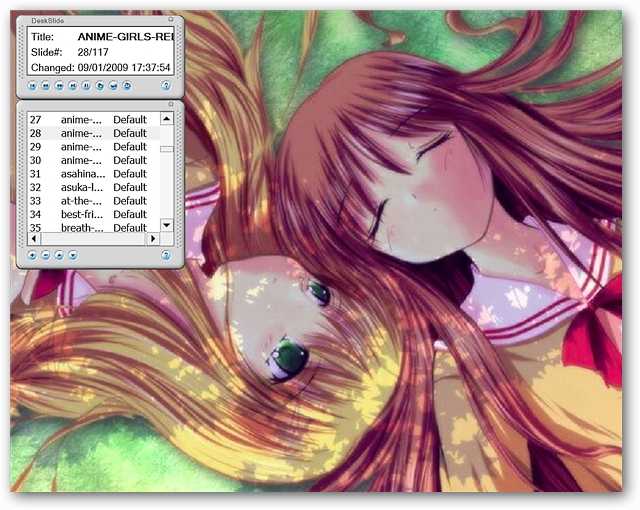 DeskSlide
Title: ANIME-GIRLS-REL
Slide#: 28/117
Changed: 09/01/2009 17:37:54
27 anime-... Default
28 anime-... Default
29 anime-... Default
30 anime-... Default
31 asahina... Default
32 asuka-l... Default
33 at-the-... Default
34 best-fri... Default
35 breath-... Default